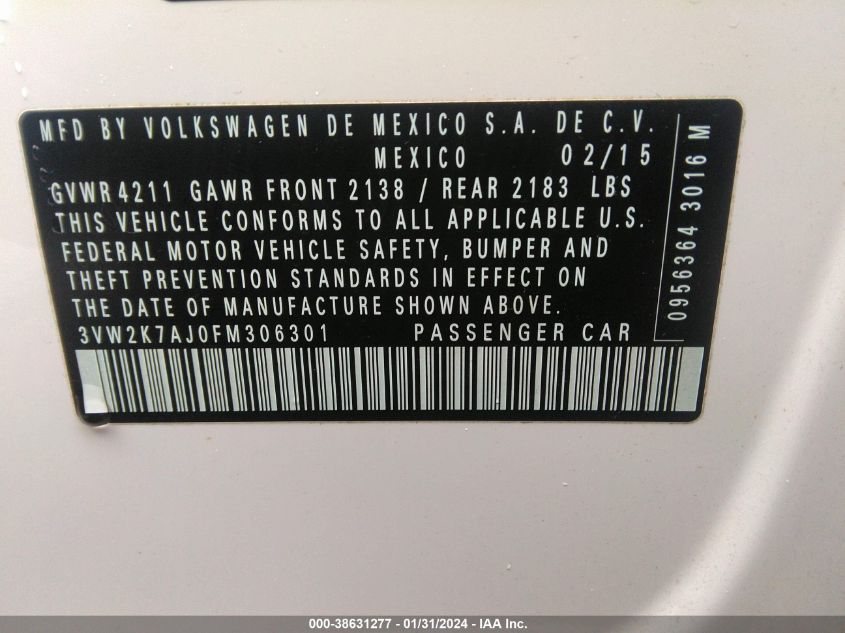 MFD BY VOLKSWAGEN DE MEXICO S.A. DE C.V.
MEXICO 02/15
GVWR 4211 GAWR FRONT 2138 / REAR 2183 LBS
THIS VEHICLE CONFORMS TO ALL APPLICABLE U.S.
FEDERAL MOTOR VEHICLE SAFETY, BUMPER AND
THEFT PREVENTION STANDARDS IN EFFECT ON
THE DATE OF MANUFACTURE SHOWN ABOVE.
3VW2K7AJ0FM306301 PASSENGER CAR
0956364 3016 M
000-38631277 - 01/31/2024 - IAA Inc.